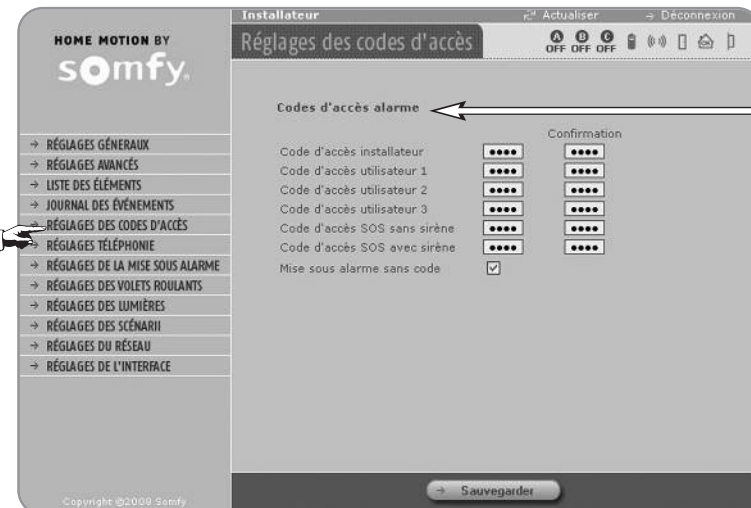 Installateur
Actualiser
→ Déconnexion
HOME MOTION BY
somfy.
Réglages des codes d'accès
A B C
OFF OFF OFF
Codes d'accès alarme
Confirmation
→ RÉGLAGES GÉNERAUX
→ RÉGLAGES AVANCÉS
→ LISTE DES ÉLÉMENTS
→ JOURNAL DES ÉVÉNEMENTS
RÉGLAGES DES CODES D'ACCÈS
→ RÉGLAGES TÉLÉPHONIE
→ RÉGLAGES DE LA MISE SOUS ALARME
→ RÉGLAGES DES VOLETS ROULANTS
→ RÉGLAGES DES LUMIÈRES
→ RÉGLAGES DES SCÉNARII
→ RÉGLAGES DU RÉSEAU
→ RÉGLAGES DE L'INTERFACE
Code d'accès installateur •••• ••••
Code d'accès utilisateur 1 •••• ••••
Code d'accès utilisateur 2 •••• ••••
Code d'accès utilisateur 3 •••• ••••
Code d'accès SOS sans sirène •••• ••••
Code d'accès SOS avec sirène •••• ••••
Mise sous alarme sans code
→ Sauvegarder
Copyright @2008 Somfy